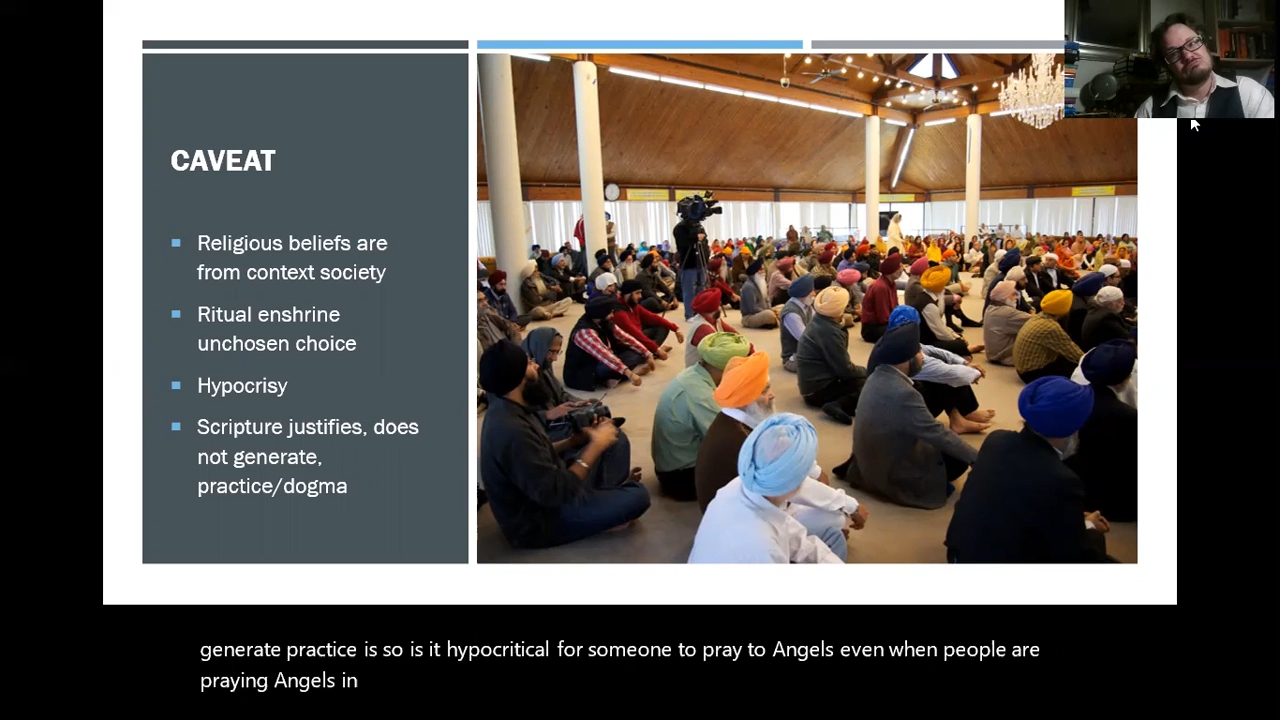 CAVEAT
Religious beliefs are
from context society
Ritual enshrine
unchosen choice
Hypocrisy
Scripture justifies, does
not generate,
practice/dogma
generate practice is so is it hypocritical for someone to pray to Angels even when people are
praying Angels in